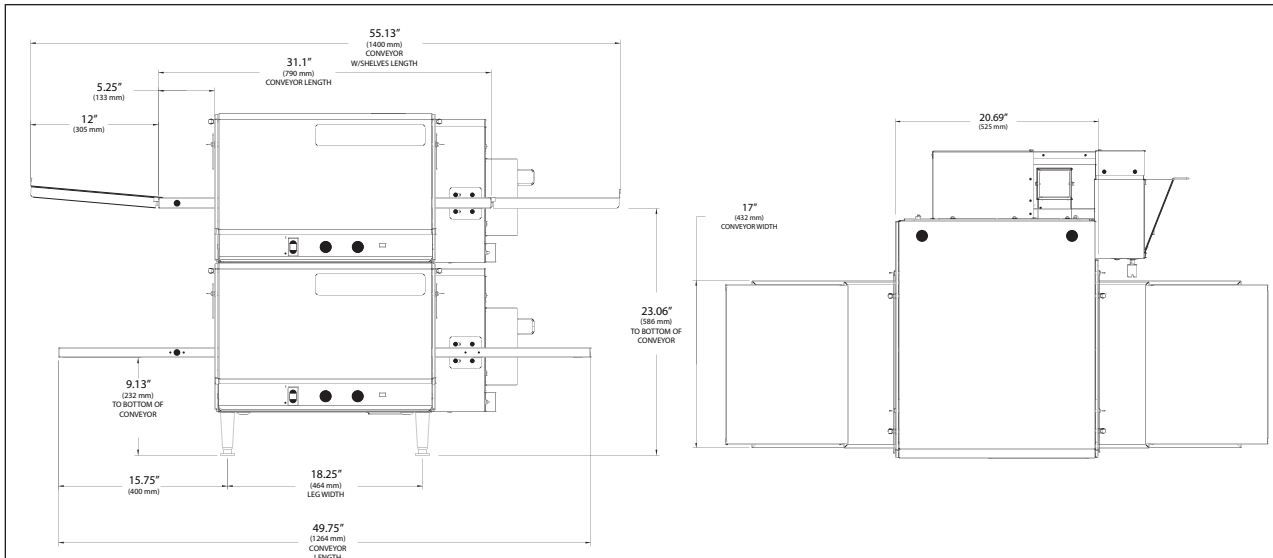 55.13"
(1400 mm)
CONVEYOR
W/SHELVES LENGTH
31.1"
(790 mm)
CONVEYOR LENGTH
5.25"
(133 mm)
12"
(305 mm)
23.06"
(586 mm)
TO BOTTOM OF
CONVEYOR
9.13"
(232 mm)
TO BOTTOM OF
CONVEYOR
15.75"
(400 mm)
18.25"
(464 mm)
LEG WIDTH
49.75"
(1264 mm)
CONVEYOR
LENGTH
20.69"
(525 mm)
17"
(432 mm)
CONVEYOR WIDTH